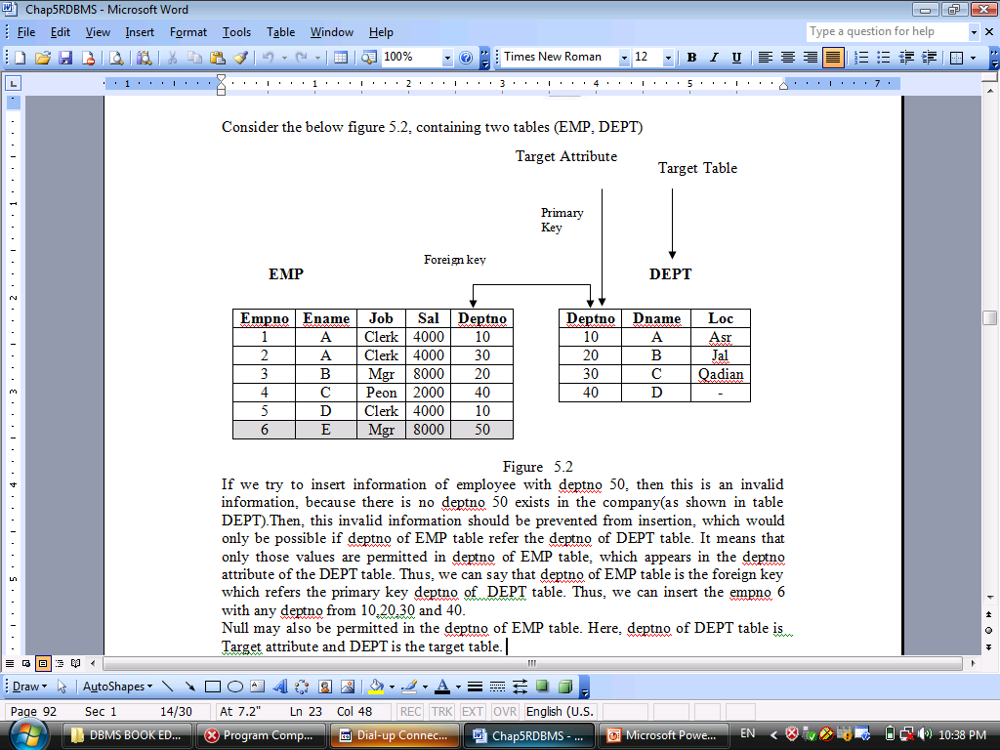 Chap5RDBMS - Microsoft Word
File Edit View Insert Format Tools Table Window Help
Type a question for help
100% Times New Roman 12 B I U
1 1 2 3 4 5 7
Consider the below figure 5.2, containing two tables (EMP, DEPT)
Target Attribute
Target Table
Primary
Key
Foreign key
EMP DEPT
Empno Ename Job Sal Deptno Deptno Dname Loc
1 A Clerk 4000 10 10 A Asr
2 A Clerk 4000 30 20 B Jal
3 B Mgr 8000 20 30 C Qadian
4 C Peon 2000 40 40 D -
5 D Clerk 4000 10
6 E Mgr 8000 50
Figure 5.2
If we try to insert information of employee with deptno 50, then this is an invalid
information, because there is no deptno 50 exists in the company(as shown in table
DEPT).Then, this invalid information should be prevented from insertion, which would
only be possible if deptno of EMP table refer the deptno of DEPT table. It means that
only those values are permitted in deptno of EMP table, which appears in the deptno
attribute of the DEPT table. Thus, we can say that deptno of EMP table is the foreign key
which refers the primary key deptno of DEPT table. Thus, we can insert the empno 6
with any deptno from 10,20,30 and 40.
Null may also be permitted in the deptno of EMP table. Here, deptno of DEPT table is
Target attribute and DEPT is the target table.
Draw AutoShapes
Page 92 Sec 1 14/30 At 7.2" Ln 23 Col 48 REC TRK EXT OVR English (U.S.
DBMS BOOK ED... Program Comp... Dial-up Connec... Chap5RDBMS - ... Microsoft Powe... EN 10:38 PM